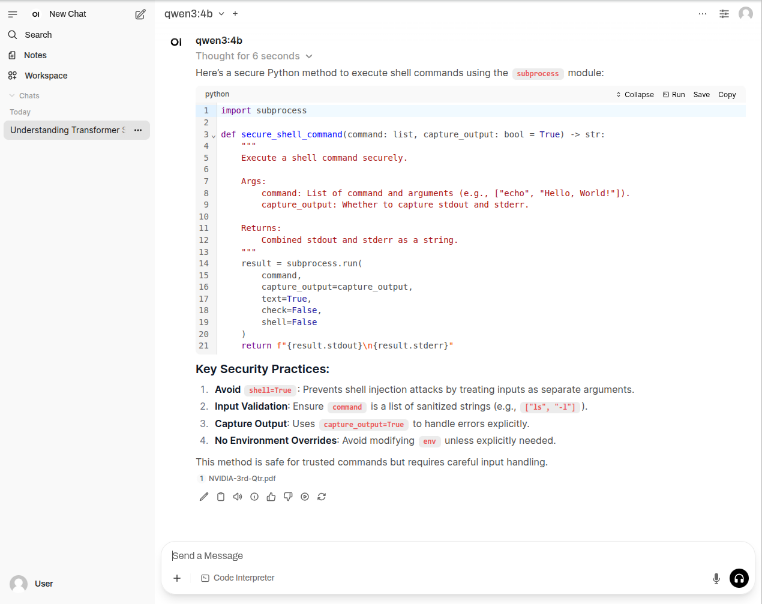 OI New Chat
Search
Notes
Workspace
Chats
Today
Understanding Transformer S
qwen3:4b
OI qwen3:4b
Thought for 6 seconds
Here's a secure Python method to execute shell commands using the subprocess module:
python Collapse Run Save Copy
1 import subprocess
2
3 def secure_shell_command(command: list, capture_output: bool = True) -> str:
4 """
5 Execute a shell command securely.
6
7 Args:
8 command: List of command and arguments (e.g., ["echo", "Hello, World!"]).
9 capture_output: Whether to capture stdout and stderr.
10
11 Returns:
12 Combined stdout and stderr as a string.
13 """
14 result = subprocess.run(
15 command,
16 capture_output=capture_output,
17 text=True,
18 check=False,
19 shell=False
20 )
21 return f"{result.stdout}\n{result.stderr}"
Key Security Practices:
1. Avoid shell=True : Prevents shell injection attacks by treating inputs as separate arguments.
2. Input Validation: Ensure command is a list of sanitized strings (e.g., ["ls", "-l"] ).
3. Capture Output: Uses capture_output=True to handle errors explicitly.
4. No Environment Overrides: Avoid modifying env unless explicitly needed.
This method is safe for trusted commands but requires careful input handling.
1 NVIDIA-3rd-Qtr.pdf
Send a Message
Code Interpreter
User